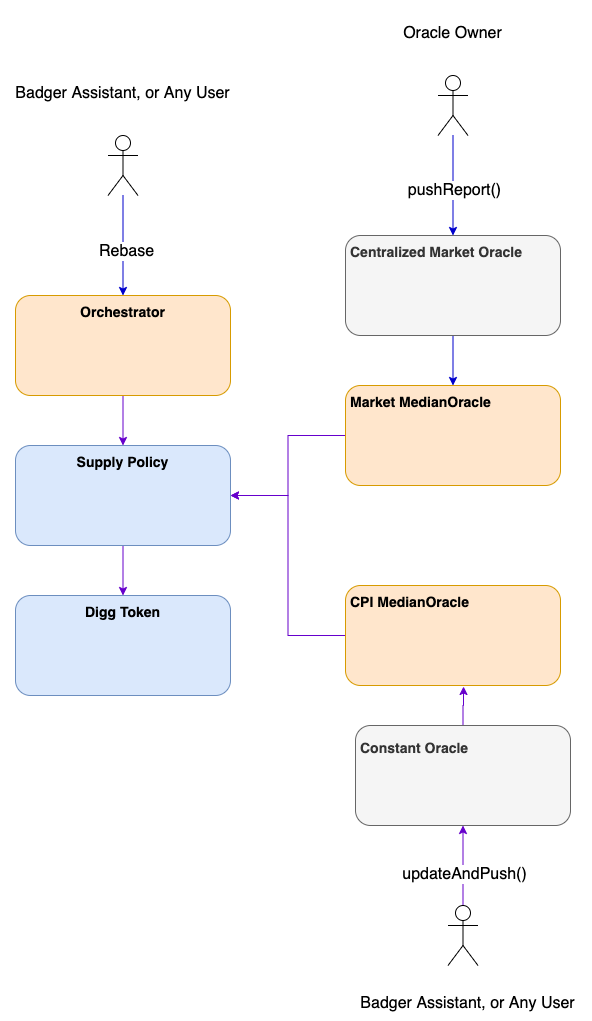 Oracle Owner
Badger Assistant, or Any User
pushReport()
Rebase
Centralized Market Oracle
Orchestrator
Market MedianOracle
Supply Policy
CPI MedianOracle
Digg Token
Constant Oracle
updateAndPush()
Badger Assistant, or Any User